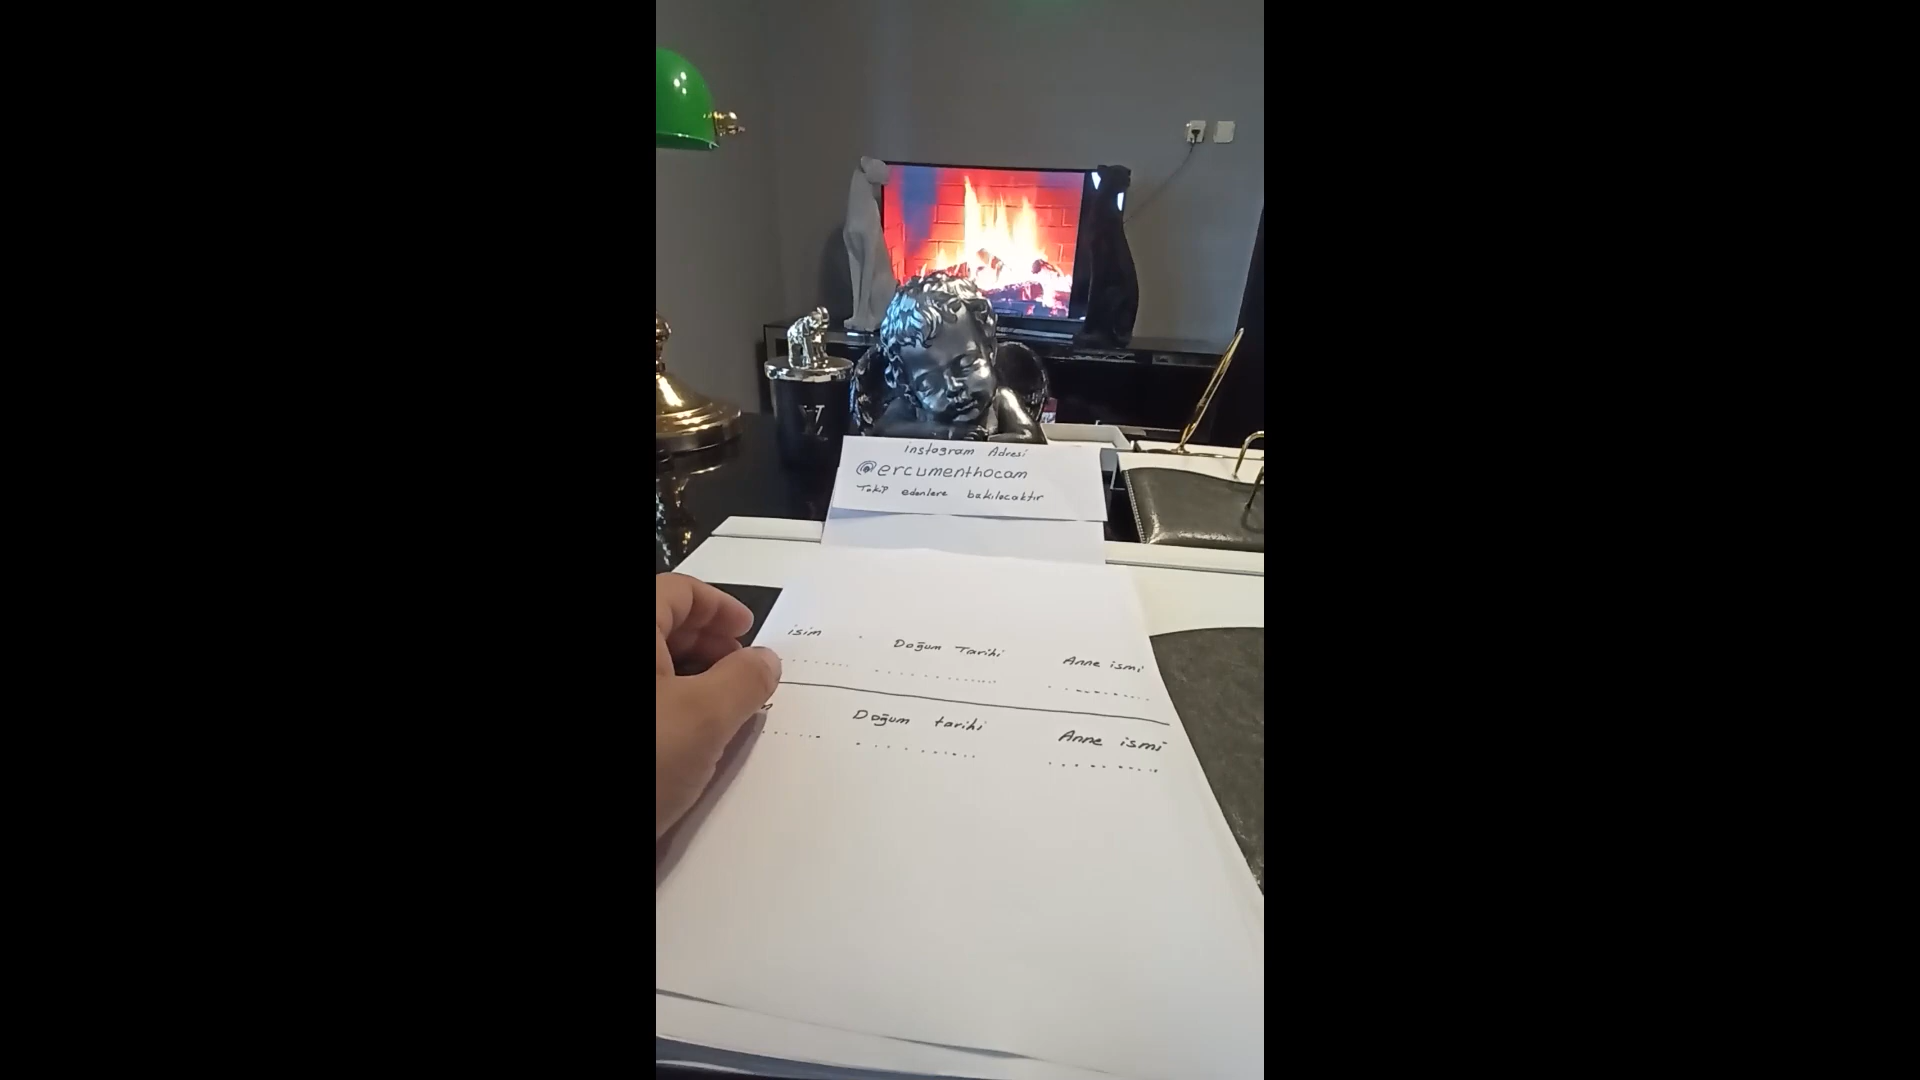 instagram Adresi
@ercumenthocam
Takip edenlere bakılacaktır
isim Doğum Tarihi Anne ismi
Doğum tarihi Anne ismi